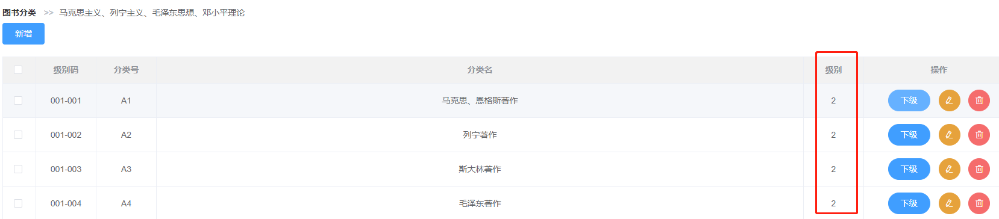 图书分类 >> 马克思主义、列宁主义、毛泽东思想、邓小平理论
新增
级别码 分类号 分类名 级别 操作
001-001 A1 马克思、恩格斯著作 2 下级
001-002 A2 列宁著作 2 下级
001-003 A3 斯大林著作 2 下级
001-004 A4 毛泽东著作 2 下级